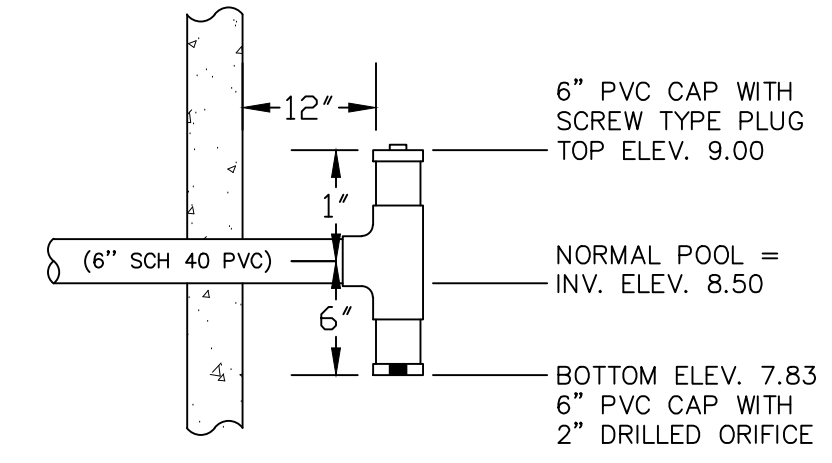 6” PVC CAP WITH
SCREW TYPE PLUG
TOP ELEV. 9.00
12”
1”
(6” SCH 40 PVC)
NORMAL POOL =
INV. ELEV. 8.50
6”
BOTTOM ELEV. 7.83
6” PVC CAP WITH
2” DRILLED ORIFICE